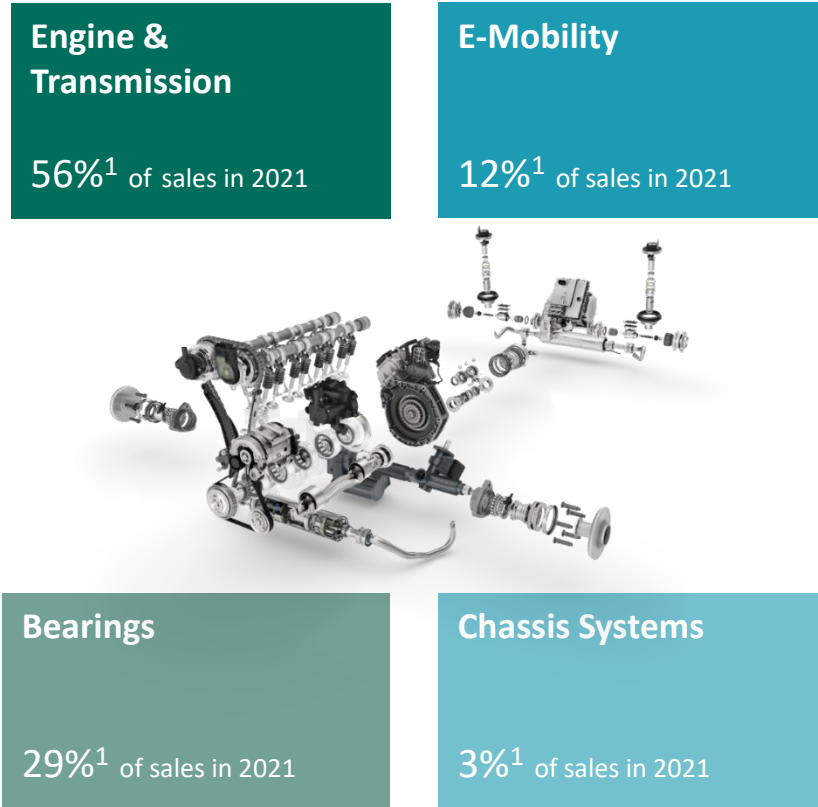 Engine &
Transmission
56%¹ of sales in 2021
E-Mobility
12%¹ of sales in 2021
Bearings
29%¹ of sales in 2021
Chassis Systems
3%¹ of sales in 2021